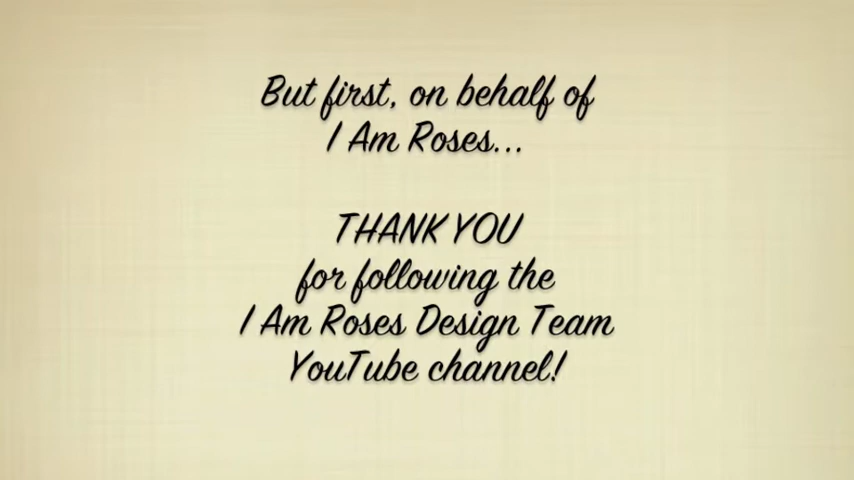 But first, on behalf of
I Am Roses...
THANK YOU
for following the
I Am Roses Design Team
YouTube channel!